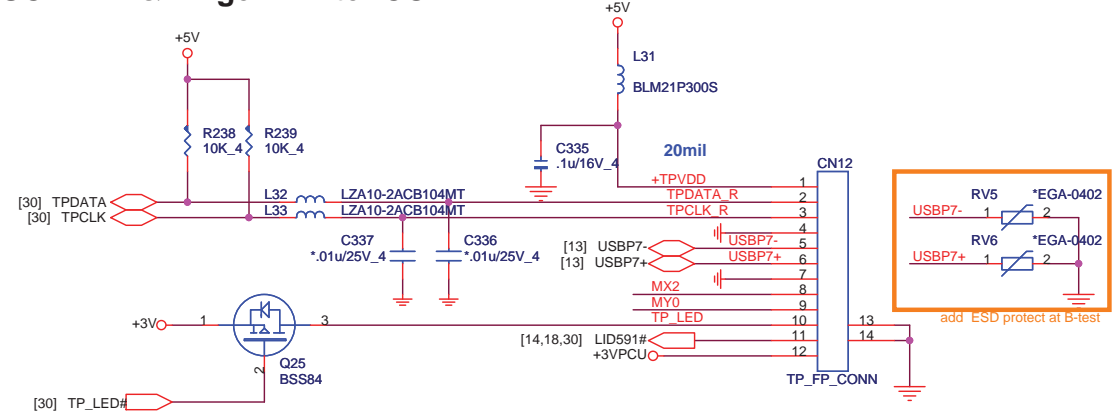 +5V
+5V
L31
BLM21P300S
R238
10K_4
R239
10K_4
C335
.1u/16V_4
20mil
CN12
+TPVDD
1
[30] TPDATA
L32
LZA10-2ACB104MT
TPDATA_R
2
[30] TPCLK
L33
LZA10-2ACB104MT
TPCLK_R
3
4
[13] USBP7-
USBP7-
5
[13] USBP7+
USBP7+
6
7
C337
*.01u/25V_4
C336
*.01u/25V_4
MX2
8
MY0
9
TP_LED
10
[14,18,30] LID591#
11
+3VPCU
12
13
14
TP_FP_CONN
+3V
1
3
2
Q25
BSS84
[30] TP_LED#
RV5
*EGA-0402
USBP7-
1
2
RV6
*EGA-0402
USBP7+
1
2
add ESD protect at B-test